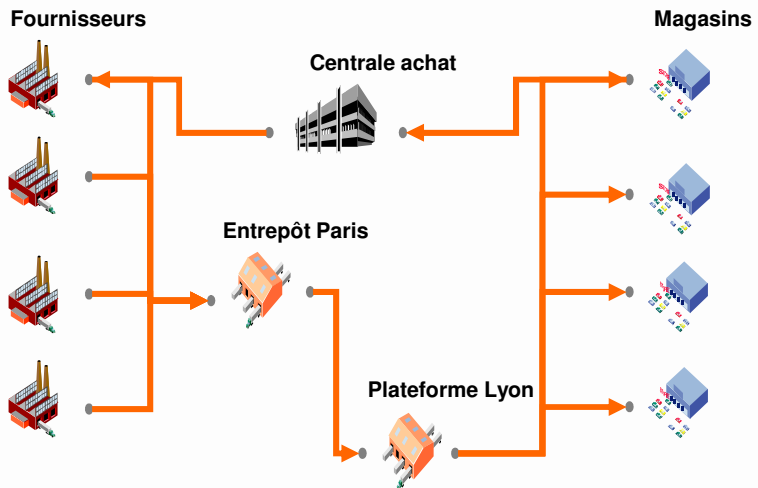 Fournisseurs
Magasins
Centrale achat
Entrepôt Paris
Plateforme Lyon